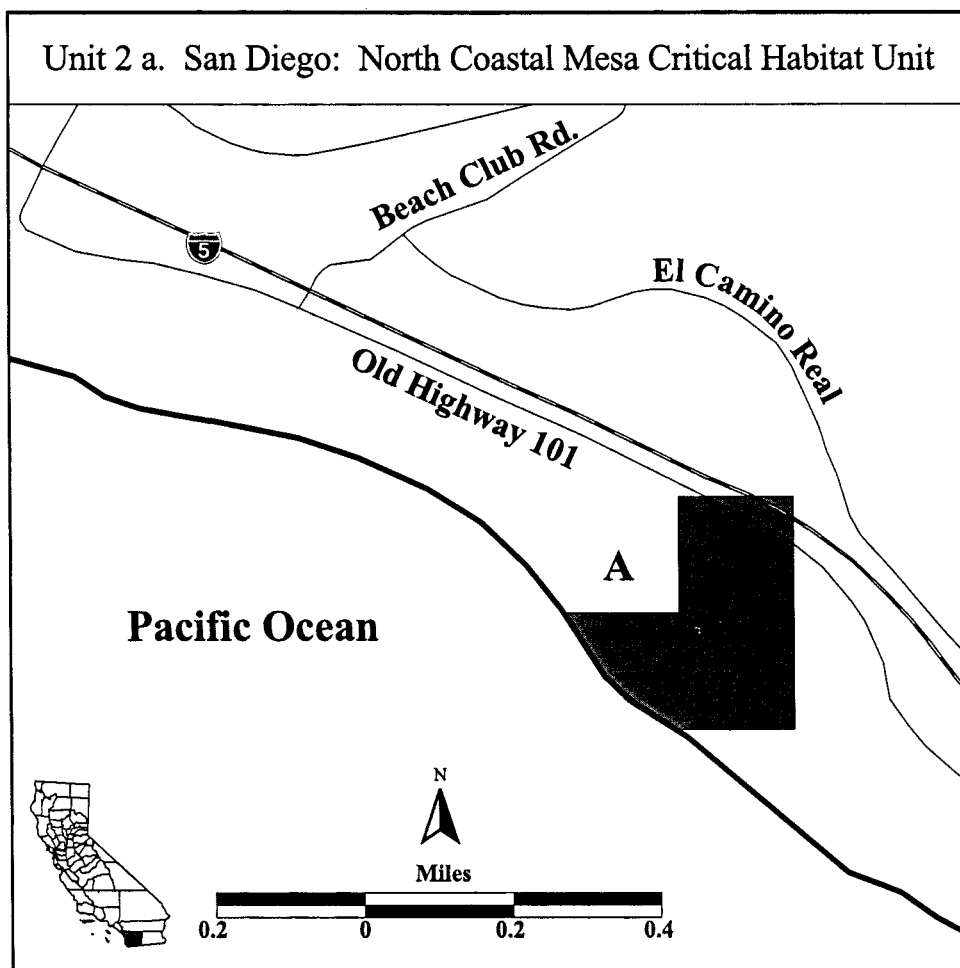 Unit 2 a. San Diego: North Coastal Mesa Critical Habitat Unit
Beach Club Rd.
5
El Camino Real
Old Highway 101
A
Pacific Ocean
N
Miles
0.2 0 0.2 0.4